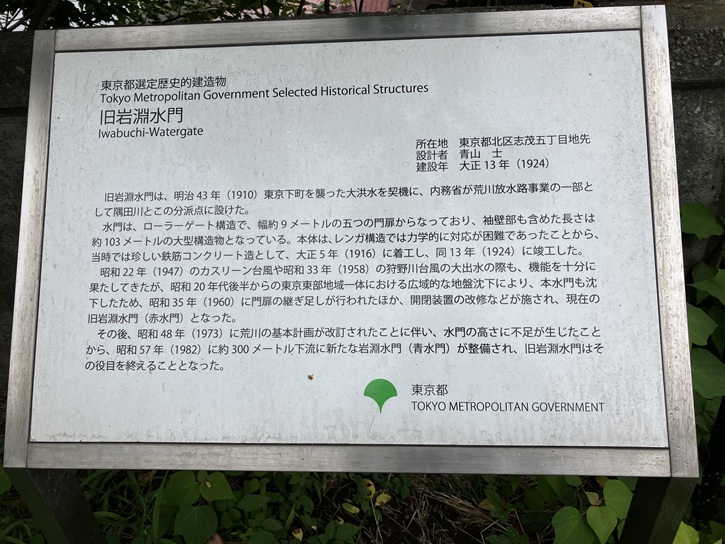 東京都選定歴史的建造物
Tokyo Metropolitan Government Selected Historical Structures
旧岩淵水門
Iwabuchi-Watergate
所在地　東京都北区志茂五丁目地先
設計者　青山　士
建設年　大正 13 年（1924）
旧岩淵水門は、明治 43 年（1910）東京下町を襲った大洪水を契機に、内務省が荒川放水路事業の一部と
して隅田川とこの分派点に設けた。
水門は、ローラーゲート構造で、幅約 9 メートルの五つの門扉からなっており、袖壁部も含めた長さは
約 103 メートルの大型構造物となっている。本体は、レンガ構造では力学的に対応が困難であったことから、
当時では珍しい鉄筋コンクリート造として、大正 5 年（1916）に着工し、同 13 年（1924）に竣工した。
昭和 22 年（1947）のカスリーン台風や昭和 33 年（1958）の狩野川台風の大出水の際も、機能を十分に
果たしてきたが、昭和 20 年代後半からの東京東部地域一体における広域的な地盤沈下により、本水門も沈
下したため、昭和 35 年（1960）に門扉の継ぎ足しが行われたほか、開閉装置の改修などが施され、現在の
旧岩淵水門（赤水門）となった。
その後、昭和 48 年（1973）に荒川の基本計画が改訂されたことに伴い、水門の高さに不足が生じたこと
から、昭和 57 年（1982）に約 300 メートル下流に新たな岩淵水門（青水門）が整備され、旧岩淵水門はそ
の役目を終えることとなった。
東京都
TOKYO METROPOLITAN GOVERNMENT